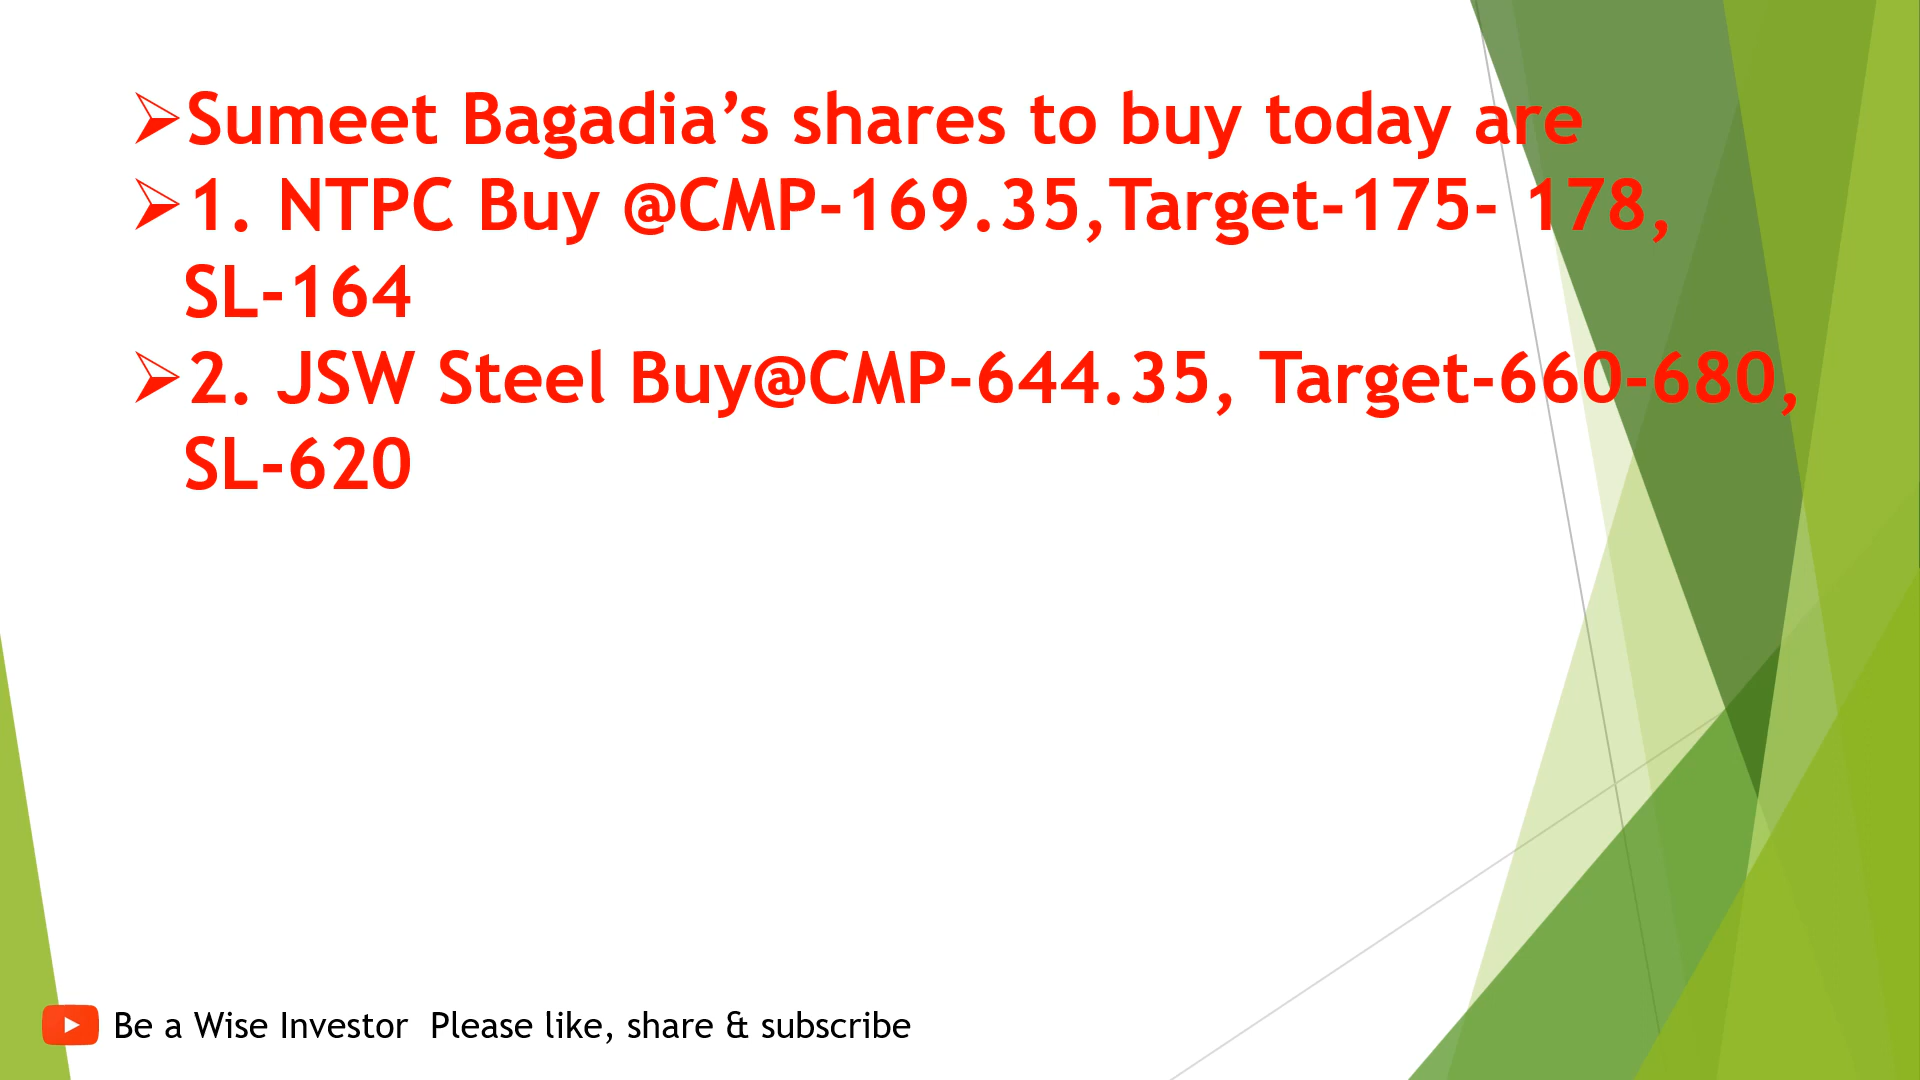 ➢Sumeet Bagadia’s shares to buy today are
➢1. NTPC Buy @CMP-169.35,Target-175- 178,
SL-164
➢2. JSW Steel Buy@CMP-644.35, Target-660-680,
SL-620
Be a Wise Investor  Please like, share & subscribe